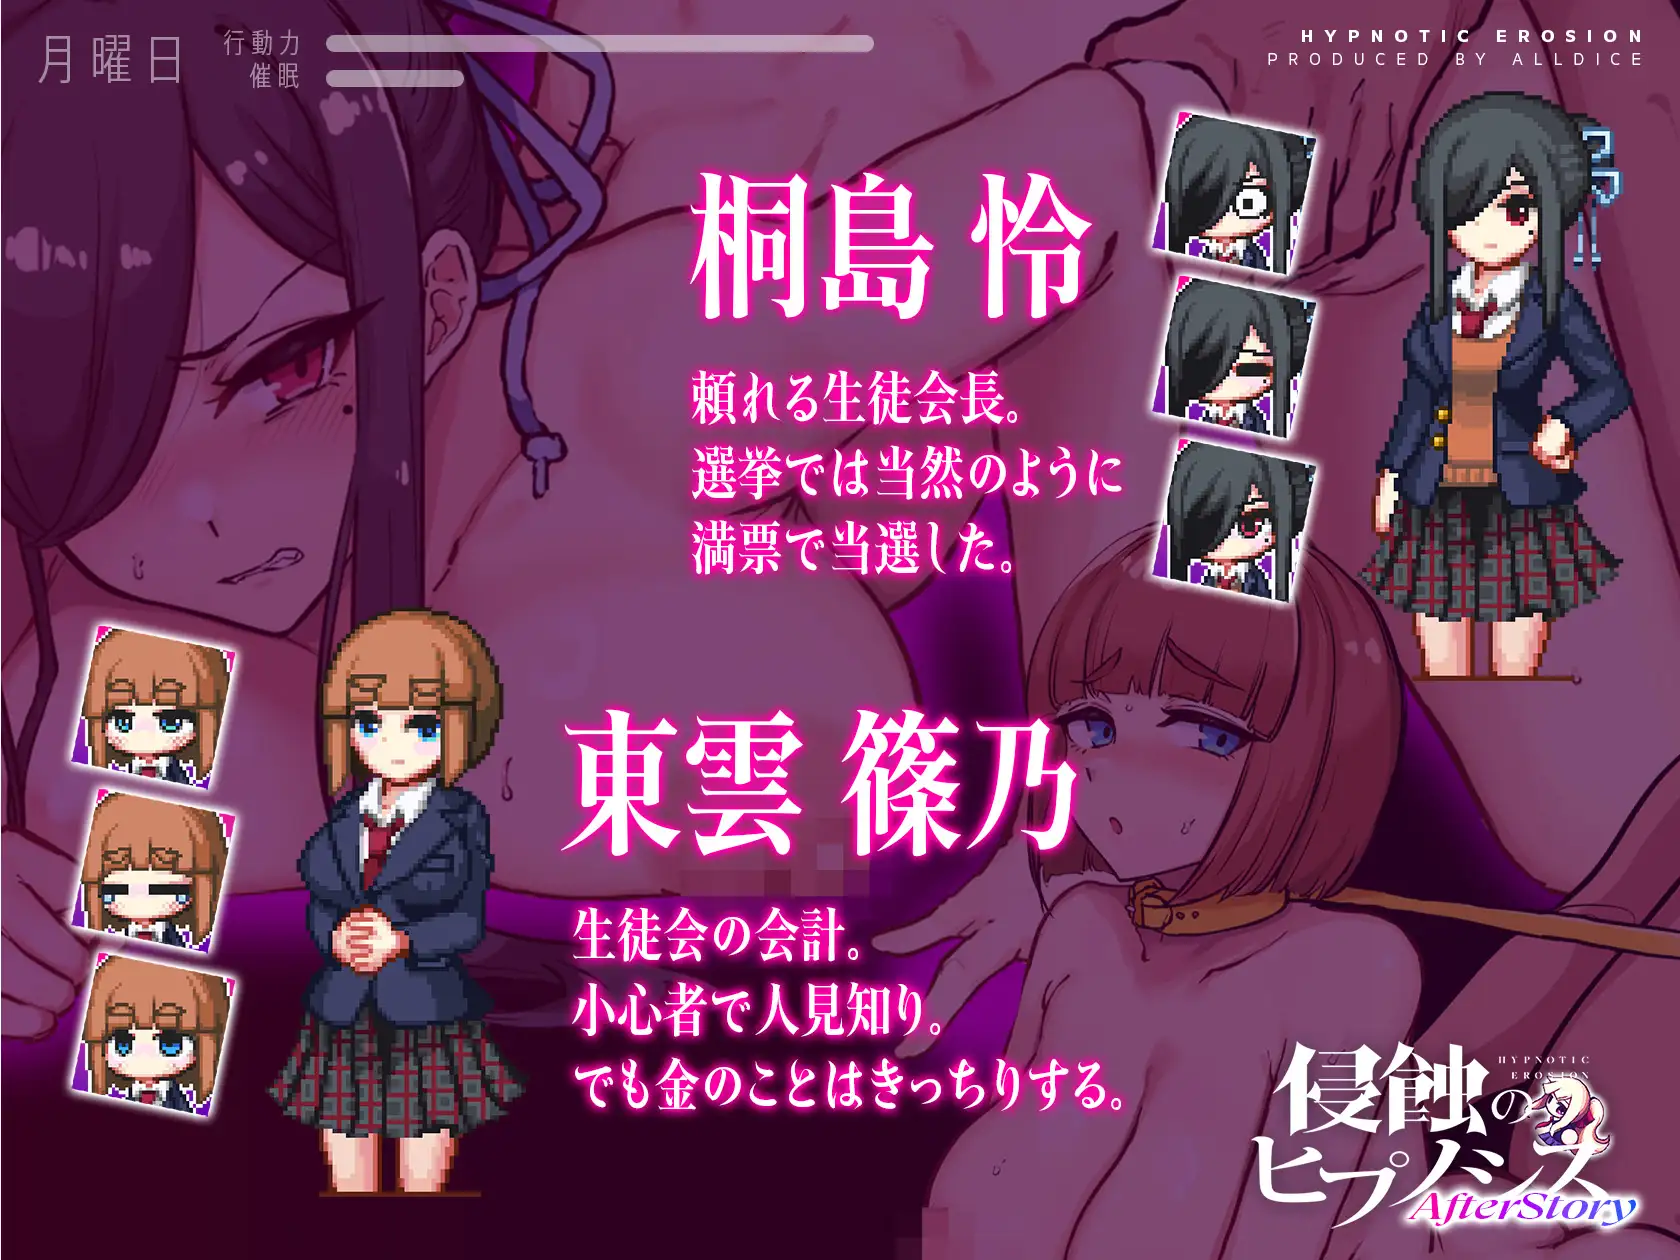 月曜日
行動力
催眠
HYPNOTIC EROSION
PRODUCED BY ALLDICE
桐島 怜
頼れる生徒会長。
選挙では当然のように
満票で当選した。
東雲 篠乃
生徒会の会計。
小心者で人見知り。
でも金のことはきっちりする。
侵蝕の
HYPNOTIC
EROSION
ヒプノシス
AfterStory